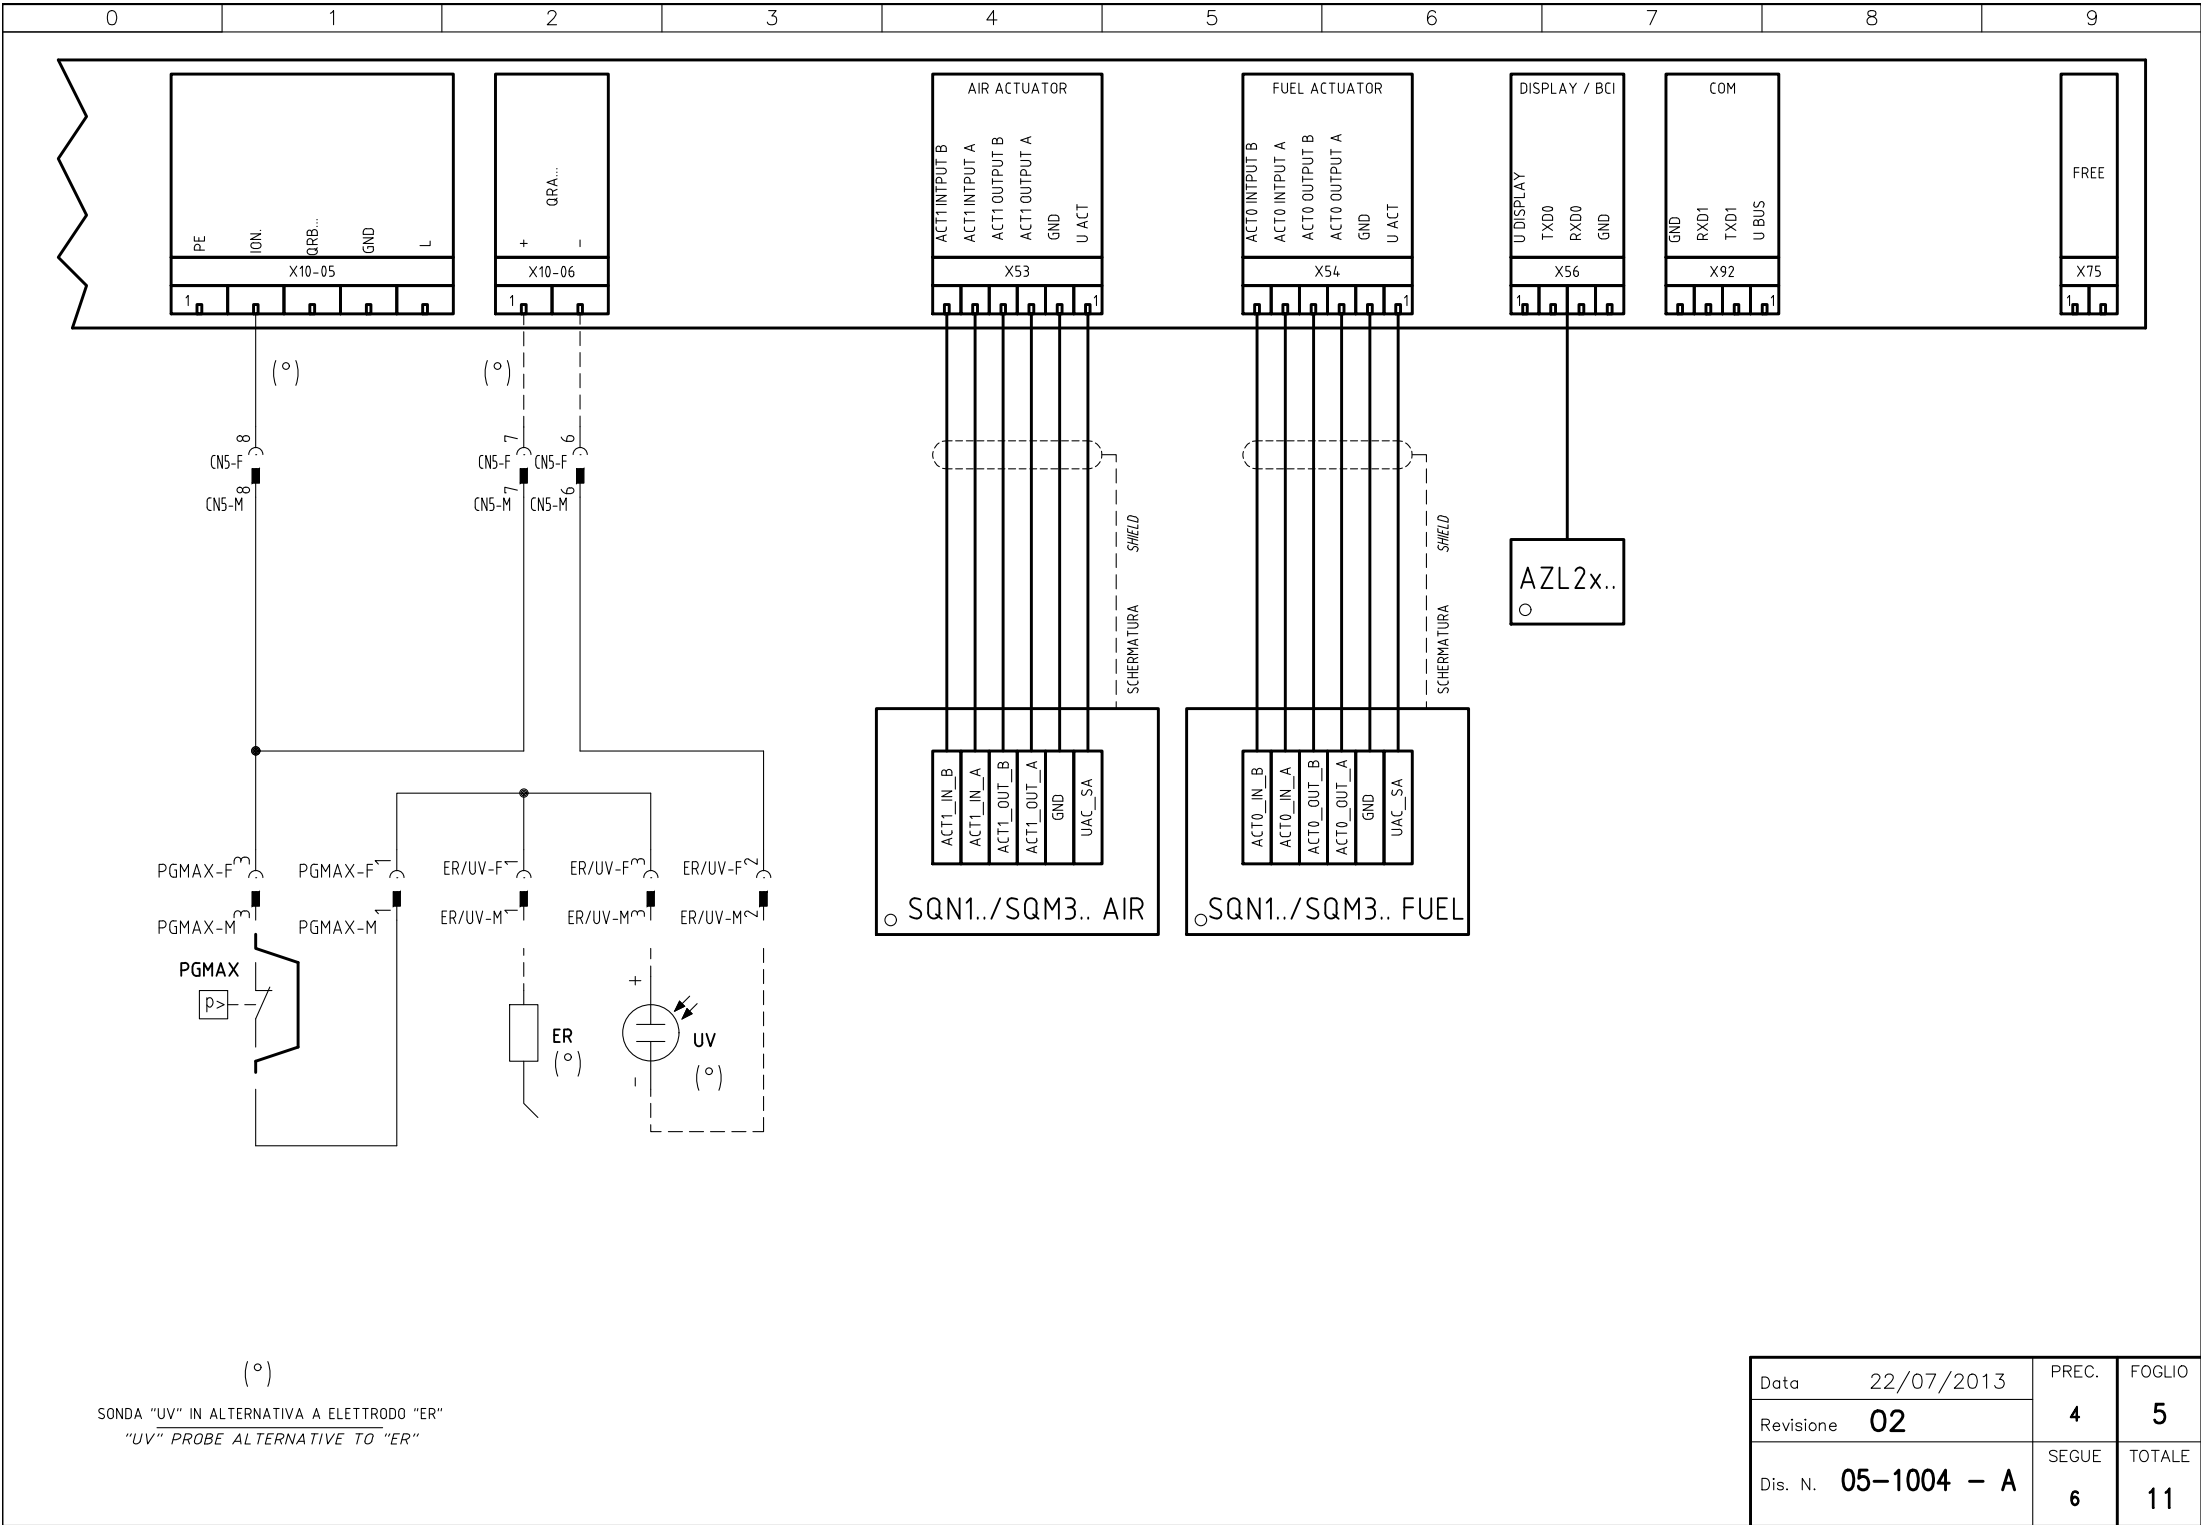 0 1 2 3 4 5 6 7 8 9
PE
ION.
QRB...
GND
L
X10-05
1
QRA...
+
-
X10-06
1
AIR ACTUATOR
ACT1 INTPUT B
ACT1 INTPUT A
ACT1 OUTPUT B
ACT1 OUTPUT A
GND
U ACT
X53
1
FUEL ACTUATOR
ACT0 INTPUT B
ACT0 INTPUT A
ACT0 OUTPUT B
ACT0 OUTPUT A
GND
U ACT
X54
1
DISPLAY / BCI
U DISPLAY
TXD0
RXD0
GND
X56
1
COM
GND
RXD1
TXD1
U BUS
X92
1
FREE
X75
1
(°)
(°)
8
CN5-F
8
CN5-M
7
CN5-F
7
CN5-M
6
CN5-F
6
CN5-M
SHIELD
SCHERMATURA
SHIELD
SCHERMATURA
AZL2x..
ACT1_IN_B
ACT1_IN_A
ACT1_OUT_B
ACT1_OUT_A
GND
UAC_SA
SQN1../SQM3.. AIR
ACT0_IN_B
ACT0_IN_A
ACT0_OUT_B
ACT0_OUT_A
GND
UAC_SA
SQN1../SQM3.. FUEL
PGMAX-F 3
PGMAX-M 3
PGMAX-F 1
PGMAX-M 1
ER/UV-F 1
ER/UV-M 1
ER/UV-F 3
ER/UV-M 3
ER/UV-F 2
ER/UV-M 2
PGMAX
p>
ER
(°)
+
-
UV
(°)
(°)
SONDA "UV" IN ALTERNATIVA A ELETTRODO "ER"
"UV" PROBE ALTERNATIVE TO "ER"
Data 22/07/2013
Revisione 02
Dis. N. 05-1004 - A
PREC.
4
SEGUE
6
FOGLIO
5
TOTALE
11